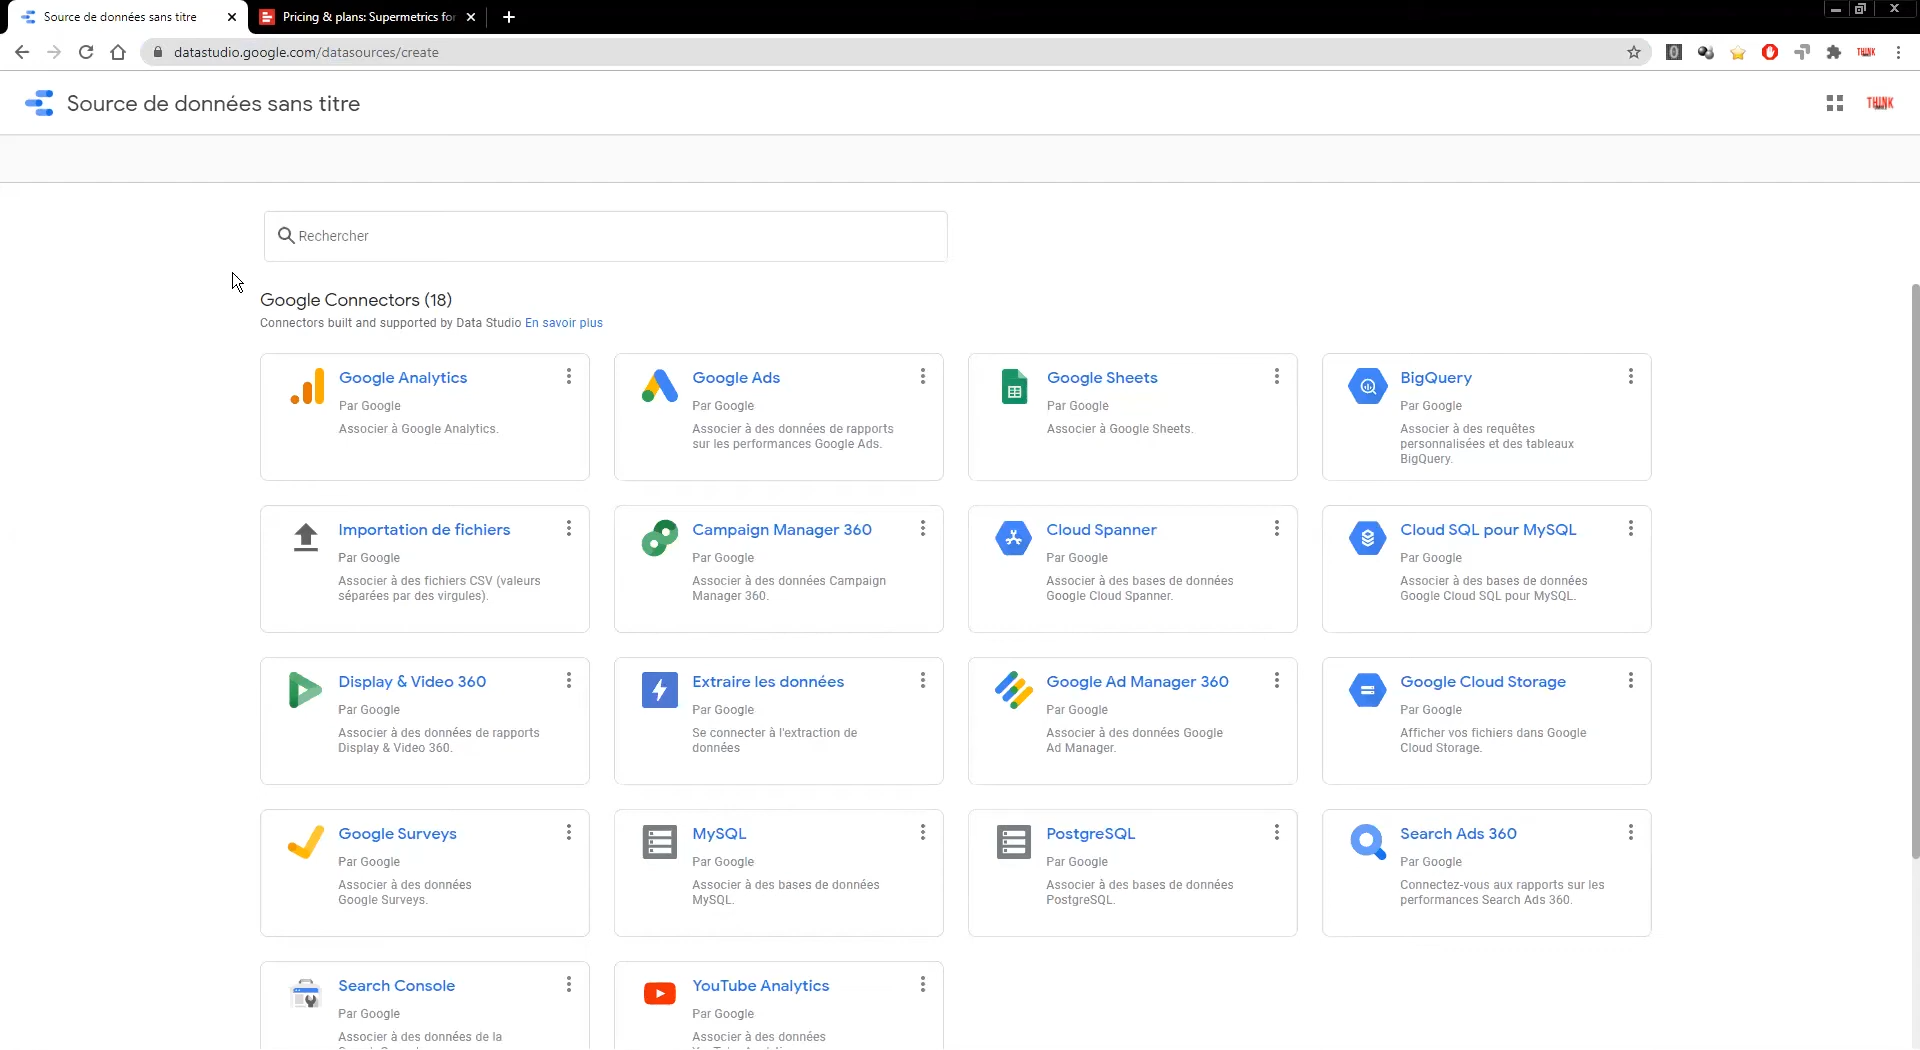 Source de données sans titre
Pricing & plans: Supermetrics for
datastudio.google.com/datasources/create
THINK
Source de données sans titre
THINK
Rechercher
Google Connectors (18)
Connectors built and supported by Data Studio En savoir plus
Google Analytics
Par Google
Associer à Google Analytics.
Google Ads
Par Google
Associer à des données de rapports
sur les performances Google Ads.
Google Sheets
Par Google
Associer à Google Sheets.
BigQuery
Par Google
Associer à des requêtes
personnalisées et des tableaux
BigQuery.
Importation de fichiers
Par Google
Associer à des fichiers CSV (valeurs
séparées par des virgules).
Campaign Manager 360
Par Google
Associer à des données Campaign
Manager 360.
Cloud Spanner
Par Google
Associer à des bases de données
Google Cloud Spanner.
Cloud SQL pour MySQL
Par Google
Associer à des bases de données
Google Cloud SQL pour MySQL.
Display & Video 360
Par Google
Associer à des données de rapports
Display & Video 360.
Extraire les données
Par Google
Se connecter à l'extraction de
données
Google Ad Manager 360
Par Google
Associer à des données Google
Ad Manager.
Google Cloud Storage
Par Google
Afficher vos fichiers dans Google
Cloud Storage.
Google Surveys
Par Google
Associer à des données
Google Surveys.
MySQL
Par Google
Associer à des bases de données
MySQL.
PostgreSQL
Par Google
Associer à des bases de données
PostgreSQL.
Search Ads 360
Par Google
Connectez-vous aux rapports sur les
performances Search Ads 360.
Search Console
Par Google
Associer à des données de la
YouTube Analytics
Par Google
Associer à des données